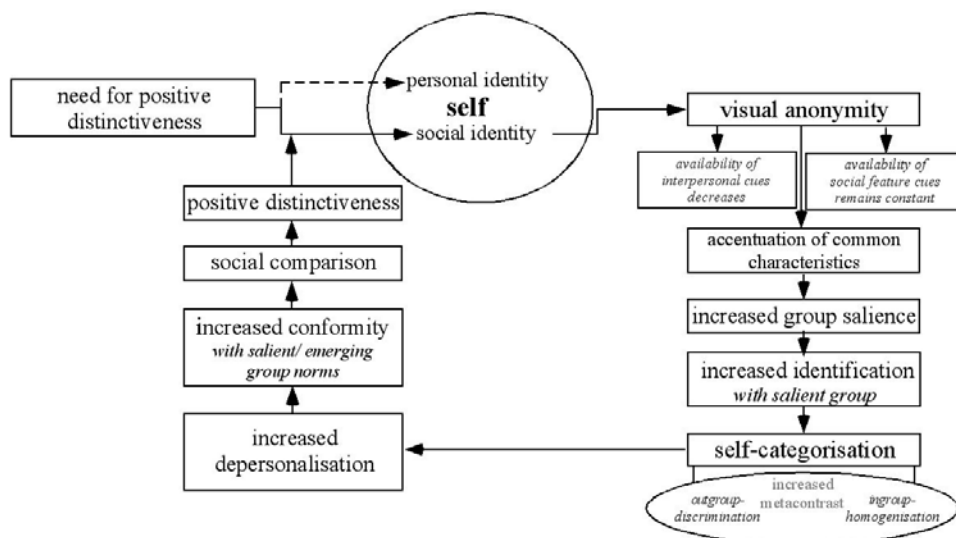 need for positive
distinctiveness
personal identity
self
social identity
visual anonymity
availability of
interpersonal cues
decreases
availability of
social feature cues
remains constant
accentuation of common
characteristics
increased group salience
increased identification
with salient group
self-categorisation
increased
metacontrast
outgroup-
discrimination
ingroup-
homogenisation
increased
depersonalisation
increased conformity
with salient/ emerging
group norms
social comparison
positive distinctiveness